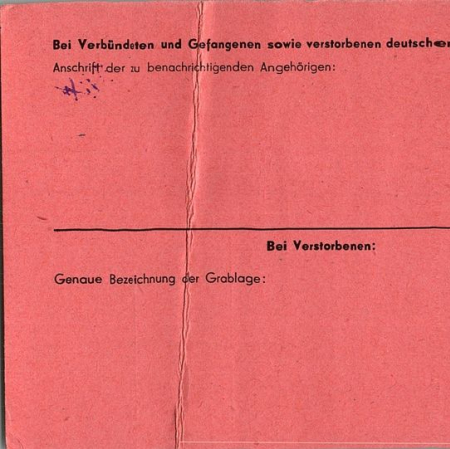 Bei Verbündeten und Gefangenen sowie verstorbenen deutschen
Anschrift der zu benachrichtigenden Angehörigen:
Bei Verstorbenen:
Genaue Bezeichnung der Grablage: